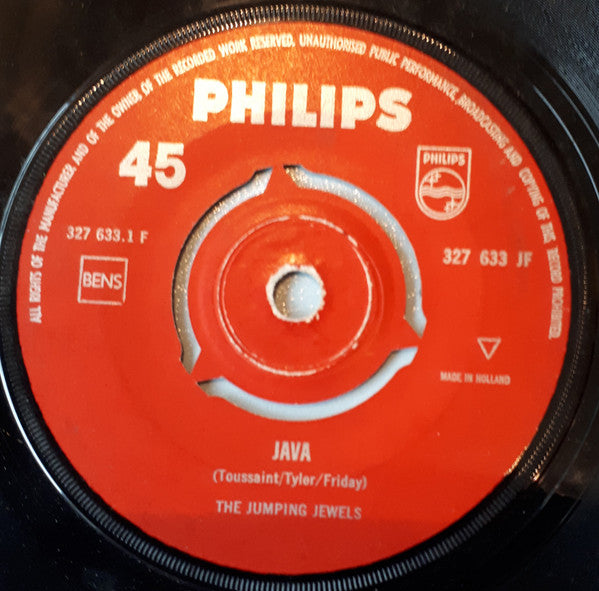 ALL RIGHTS OF THE MANUFACTURER AND OF THE OWNER OF THE RECORDED WORK RESERVED, UNAUTHORISED PUBLIC PERFORMANCE, BROADCASTING AND COPYING OF THIS RECORD PROHIBITED.
PHILIPS
45
PHILIPS
327 633.1 F
327 633 JF
BENS
MADE IN HOLLAND
JAVA
(Toussaint/Tyler/Friday)
THE JUMPING JEWELS